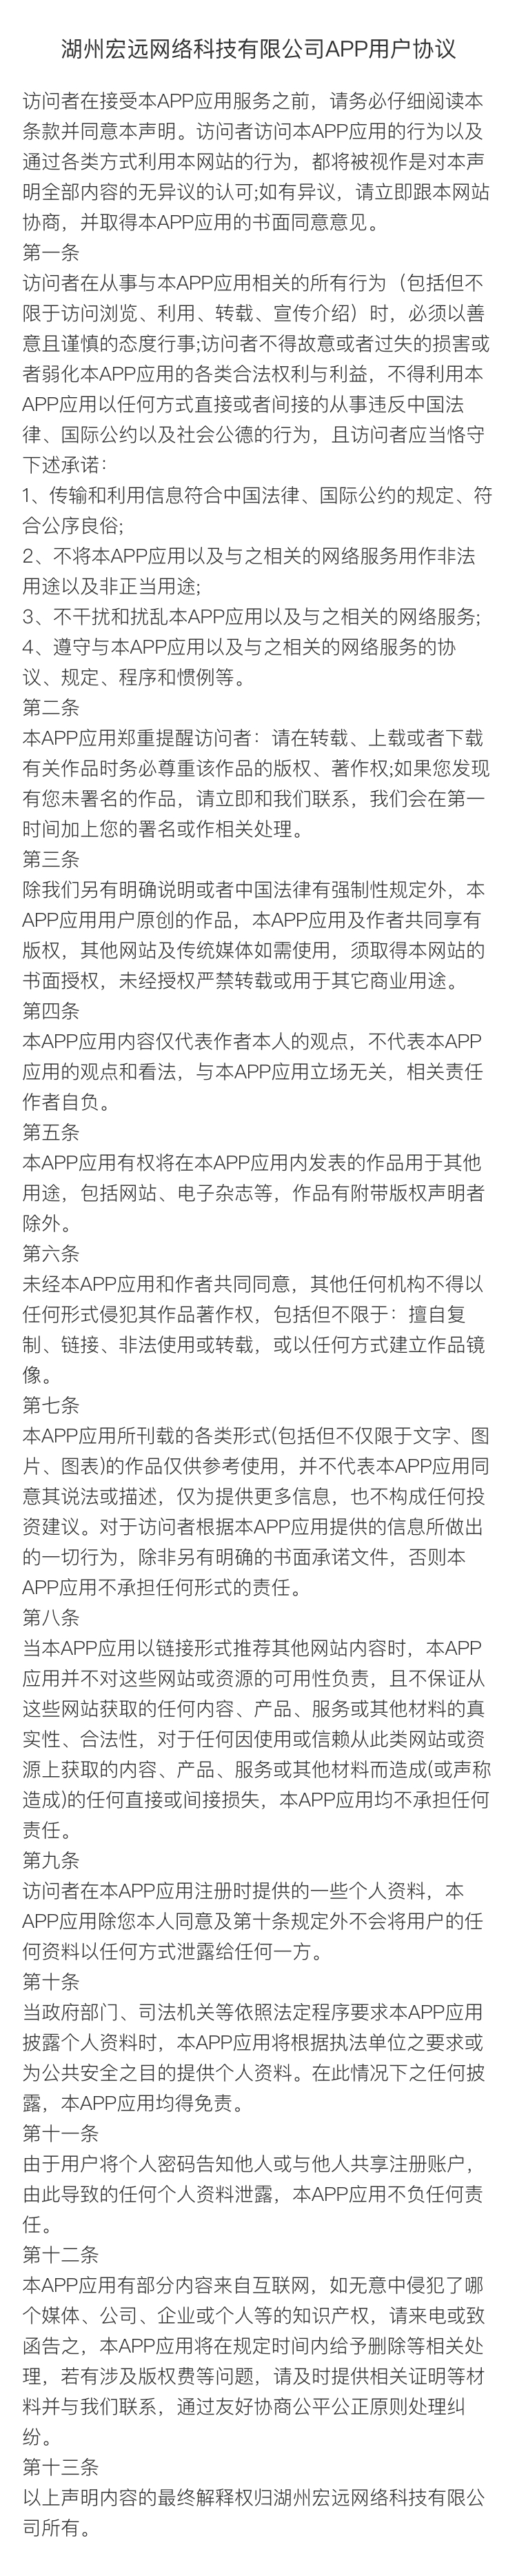 湖州宏远网络科技有限公司APP用户协议
访问者在接受本APP应用服务之前，请务必仔细阅读本
条款并同意本声明。访问者访问本APP应用的行为以及
通过各类方式利用本网站的行为，都将被视作是对本声
明全部内容的无异议的认可;如有异议，请立即跟本网站
协商，并取得本APP应用的书面同意意见。
第一条
访问者在从事与本APP应用相关的所有行为（包括但不
限于访问浏览、利用、转载、宣传介绍）时，必须以善
意且谨慎的态度行事;访问者不得故意或者过失的损害或
者弱化本APP应用的各类合法权利与利益，不得利用本
APP应用以任何方式直接或者间接的从事违反中国法
律、国际公约以及社会公德的行为，且访问者应当恪守
下述承诺：
1、传输和利用信息符合中国法律、国际公约的规定、符
合公序良俗;
2、不将本APP应用以及与之相关的网络服务用作非法
用途以及非正当用途;
3、不干扰和扰乱本APP应用以及与之相关的网络服务;
4、遵守与本APP应用以及与之相关的网络服务的协
议、规定、程序和惯例等。
第二条
本APP应用郑重提醒访问者：请在转载、上载或者下载
有关作品时务必尊重该作品的版权、著作权;如果您发现
有您未署名的作品，请立即和我们联系，我们会在第一
时间加上您的署名或作相关处理。
第三条
除我们另有明确说明或者中国法律有强制性规定外，本
APP应用用户原创的作品，本APP应用及作者共同享有
版权，其他网站及传统媒体如需使用，须取得本网站的
书面授权，未经授权严禁转载或用于其它商业用途。
第四条
本APP应用内容仅代表作者本人的观点，不代表本APP
应用的观点和看法，与本APP应用立场无关，相关责任
作者自负。
第五条
本APP应用有权将在本APP应用内发表的作品用于其他
用途，包括网站、电子杂志等，作品有附带版权声明者
除外。
第六条
未经本APP应用和作者共同同意，其他任何机构不得以
任何形式侵犯其作品著作权，包括但不限于：擅自复
制、链接、非法使用或转载，或以任何方式建立作品镜
像。
第七条
本APP应用所刊载的各类形式(包括但不仅限于文字、图
片、图表)的作品仅供参考使用，并不代表本APP应用同
意其说法或描述，仅为提供更多信息，也不构成任何投
资建议。对于访问者根据本APP应用提供的信息所做出
的一切行为，除非另有明确的书面承诺文件，否则本
APP应用不承担任何形式的责任。
第八条
当本APP应用以链接形式推荐其他网站内容时，本APP
应用并不对这些网站或资源的可用性负责，且不保证从
这些网站获取的任何内容、产品、服务或其他材料的真
实性、合法性，对于任何因使用或信赖从此类网站或资
源上获取的内容、产品、服务或其他材料而造成(或声称
造成)的任何直接或间接损失，本APP应用均不承担任何
责任。
第九条
访问者在本APP应用注册时提供的一些个人资料，本
APP应用除您本人同意及第十条规定外不会将用户的任
何资料以任何方式泄露给任何一方。
第十条
当政府部门、司法机关等依照法定程序要求本APP应用
披露个人资料时，本APP应用将根据执法单位之要求或
为公共安全之目的提供个人资料。在此情况下之任何披
露，本APP应用均得免责。
第十一条
由于用户将个人密码告知他人或与他人共享注册账户，
由此导致的任何个人资料泄露，本APP应用不负任何责
任。
第十二条
本APP应用有部分内容来自互联网，如无意中侵犯了哪
个媒体、公司、企业或个人等的知识产权，请来电或致
函告之，本APP应用将在规定时间内给予删除等相关处
理，若有涉及版权费等问题，请及时提供相关证明等材
料并与我们联系，通过友好协商公平公正原则处理纠
纷。
第十三条
以上声明内容的最终解释权归湖州宏远网络科技有限公
司所有。